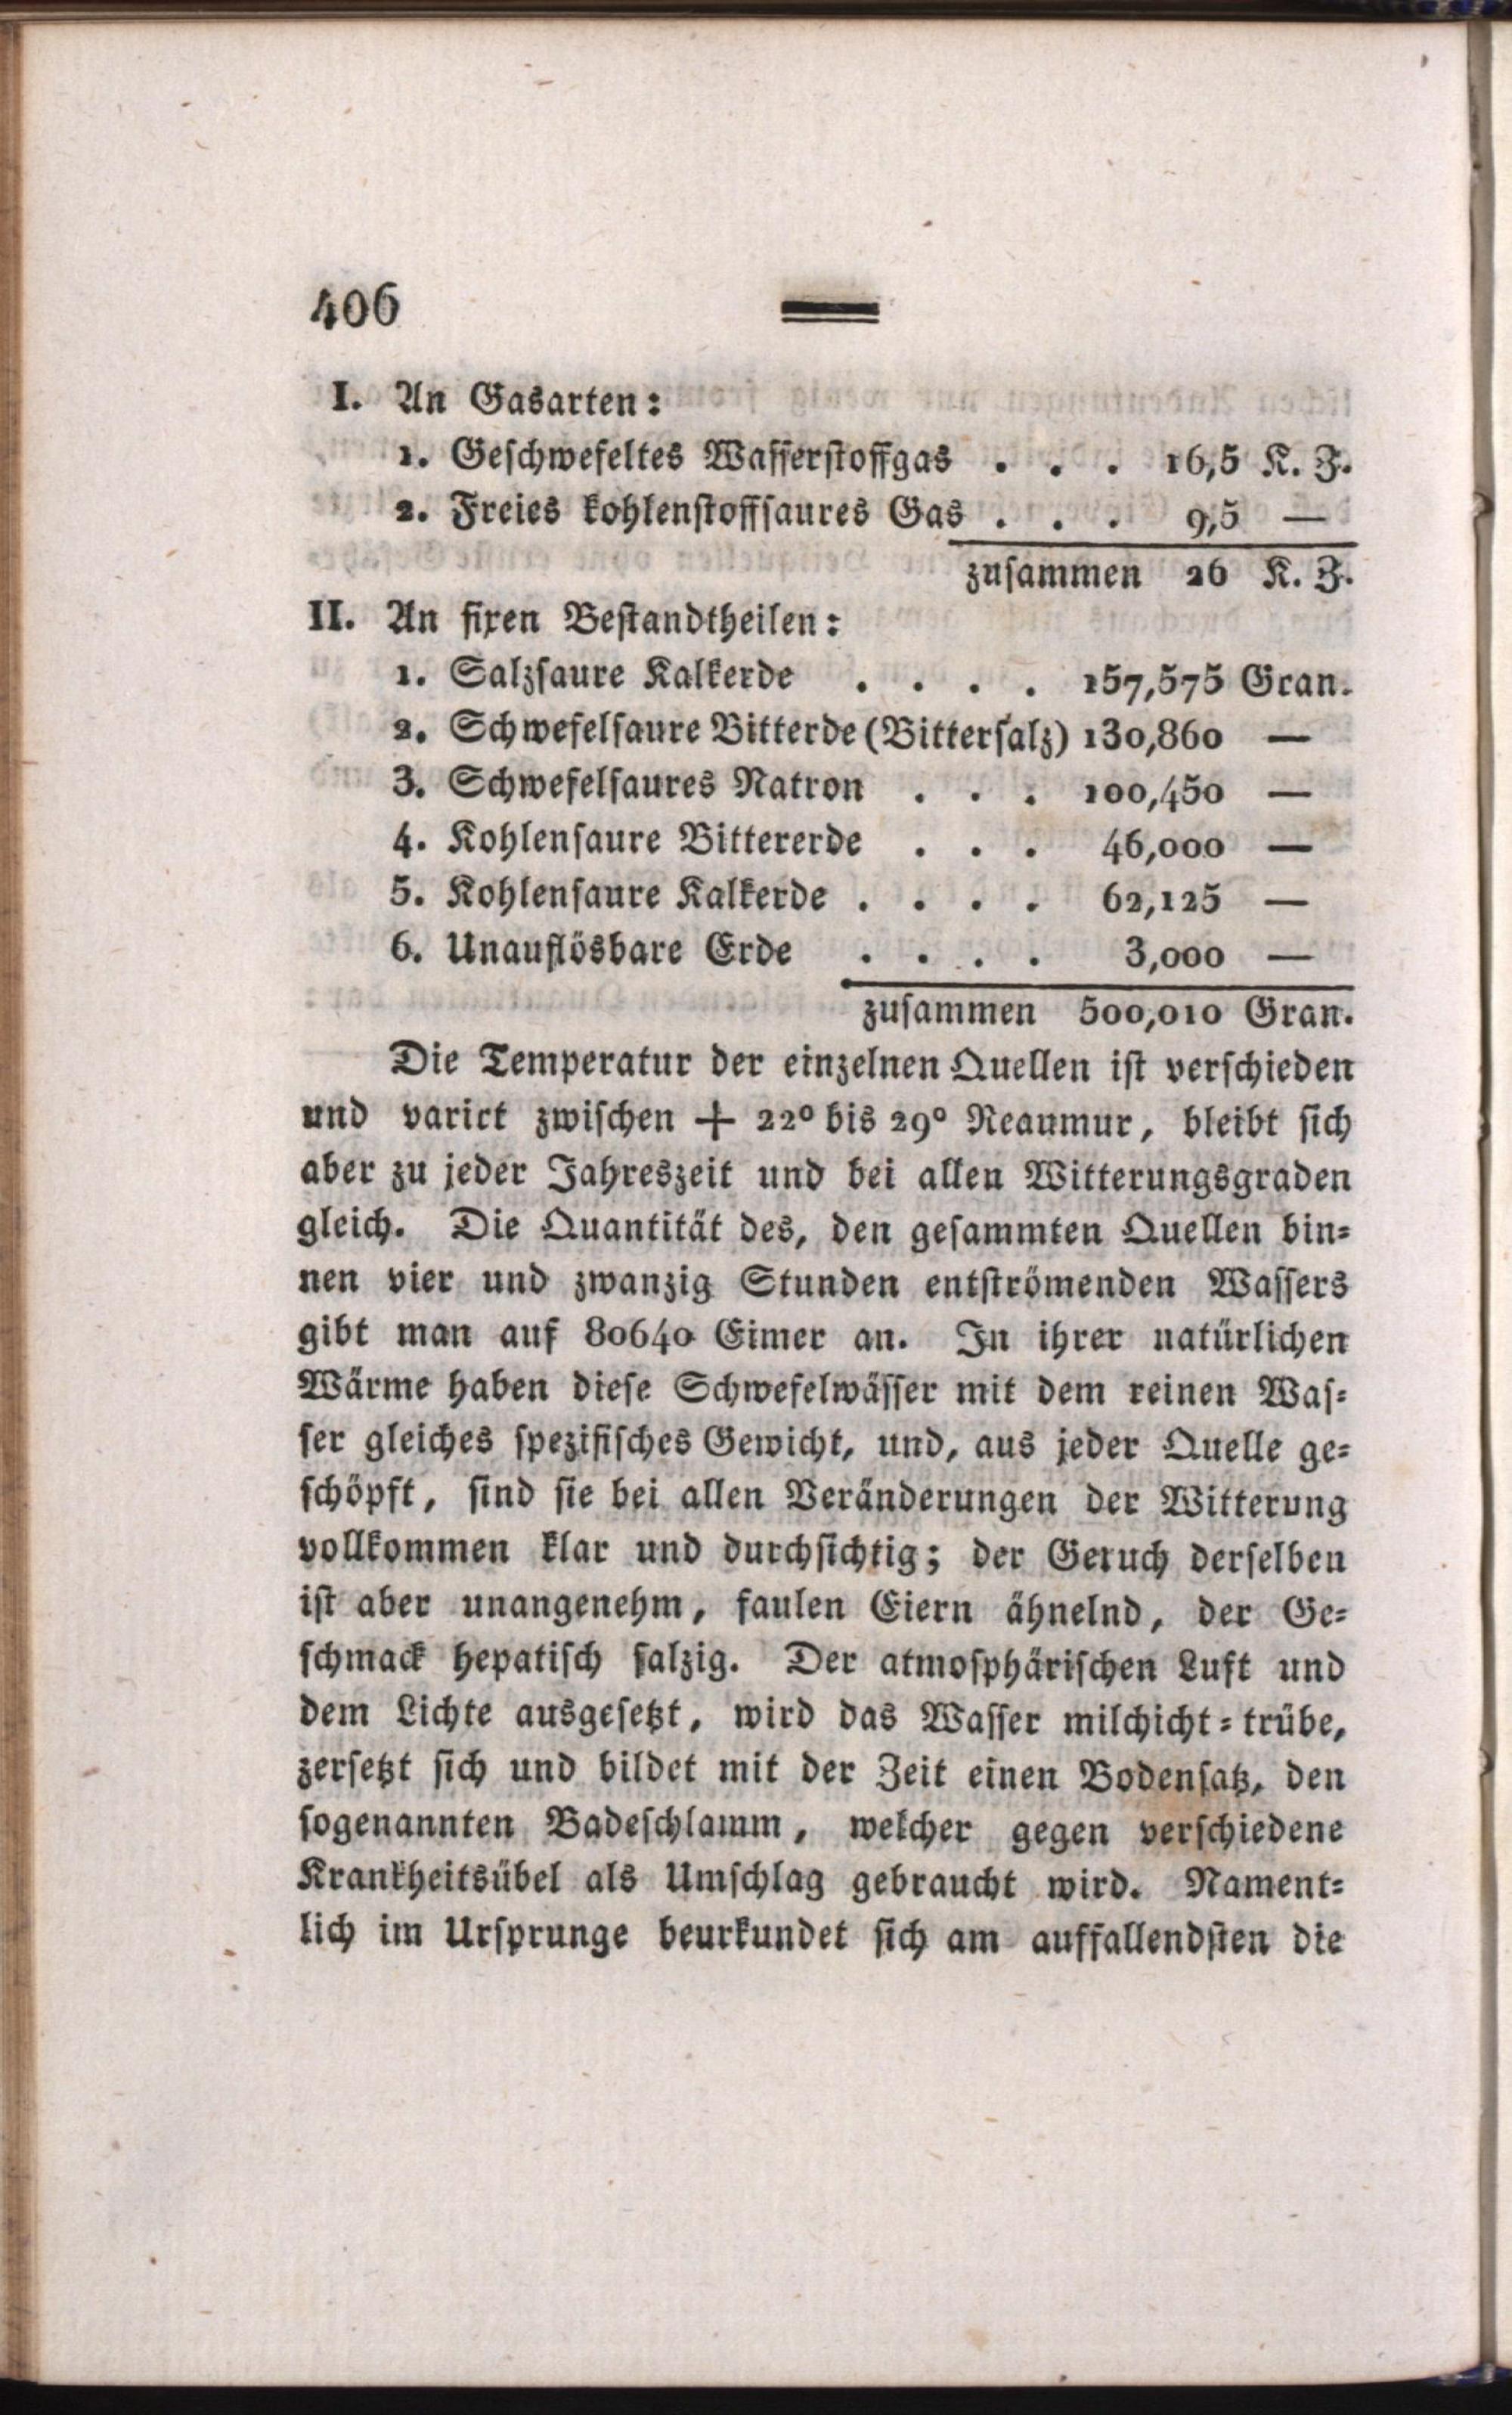 406
I. An Gasarten:
1. Geschwefeltes Wasserstoffgas . . . 16,5 K. Z.
2. Freies kohlenstoffsaures Gas . . . 9,5 —
zusammen 26 K. Z.
II. An fixen Bestandtheilen:
1. Salzsaure Kalkerde . . . . 157,575 Gran.
2. Schwefelsaure Bitterde (Bittersalz) 130,860 —
3. Schwefelsaures Natron . . . 100,450 —
4. Kohlensaure Bittererde . . . 46,000 —
5. Kohlensaure Kalkerde . . . . 62,125 —
6. Unauflösbare Erde . . . . 3,000 —
zusammen 500,010 Gran.
Die Temperatur der einzelnen Quellen ist verschieden
und varirt zwischen + 22° bis 29° Reaumur, bleibt sich
aber zu jeder Jahreszeit und bei allen Witterungsgraden
gleich. Die Quantität des, den gesammten Quellen bin-
nen vier und zwanzig Stunden entströmenden Wassers
gibt man auf 80640 Eimer an. In ihrer natürlichen
Wärme haben diese Schwefelwässer mit dem reinen Was-
ser gleiches spezifisches Gewicht, und, aus jeder Quelle ge-
schöpft, sind sie bei allen Veränderungen der Witterung
vollkommen klar und durchsichtig; der Geruch derselben
ist aber unangenehm, faulen Eiern ähnelnd, der Ge-
schmack hepatisch salzig. Der atmosphärischen Luft und
dem Lichte ausgesetzt, wird das Wasser milchicht-trübe,
zersetzt sich und bildet mit der Zeit einen Bodensatz, den
sogenannten Badeschlamm, welcher gegen verschiedene
Krankheitsübel als Umschlag gebraucht wird. Nament-
lich im Ursprunge beurkundet sich am auffallendsten die